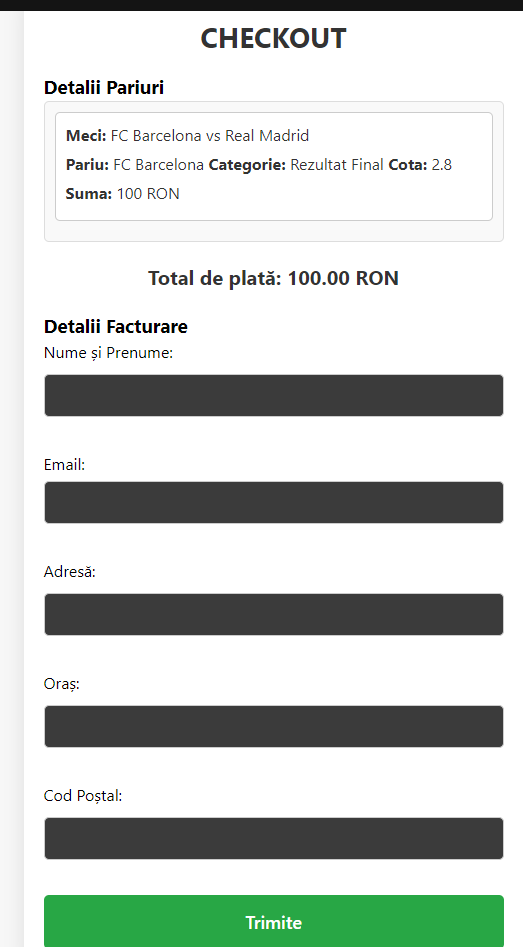 CHECKOUT
Detalii Pariuri
Meci: FC Barcelona vs Real Madrid
Pariu: FC Barcelona Categorie: Rezultat Final Cota: 2.8
Suma: 100 RON
Total de plată: 100.00 RON
Detalii Facturare
Nume și Prenume:
Email:
Adresă:
Oraș:
Cod Poștal:
Trimite